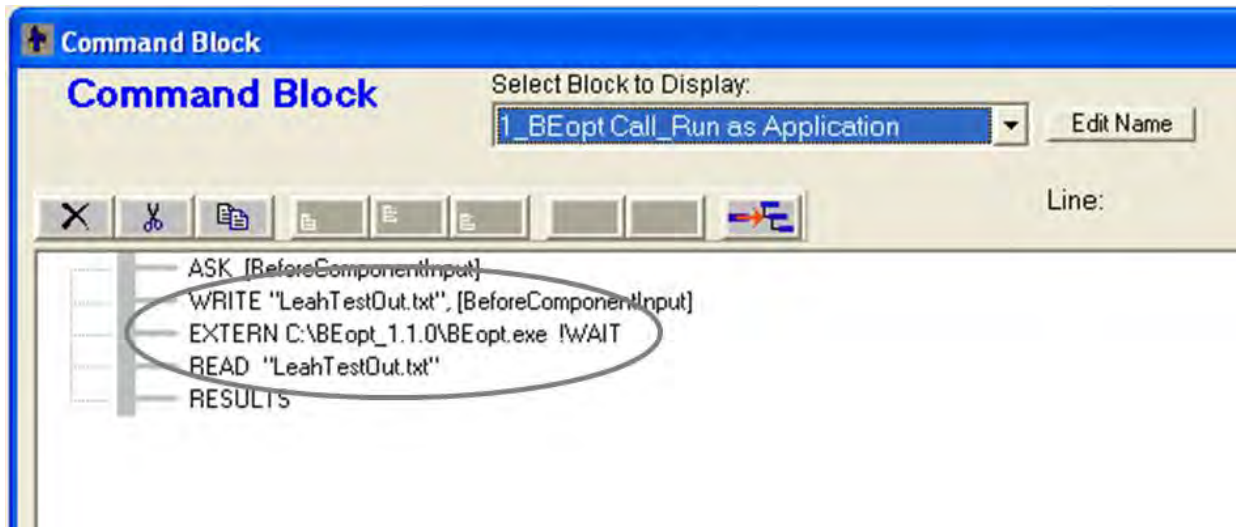 Command Block
Command Block
Select Block to Display:
1_BEopt Call_Run as Application
Edit Name
Line:
ASK [BeforeComponentInput]
WRITE "LeahTestOut.txt", [BeforeComponentInput]
EXTERN C:\BEopt_1.1.0\BEopt.exe !WAIT
READ "LeahTestOut.txt"
RESULTS